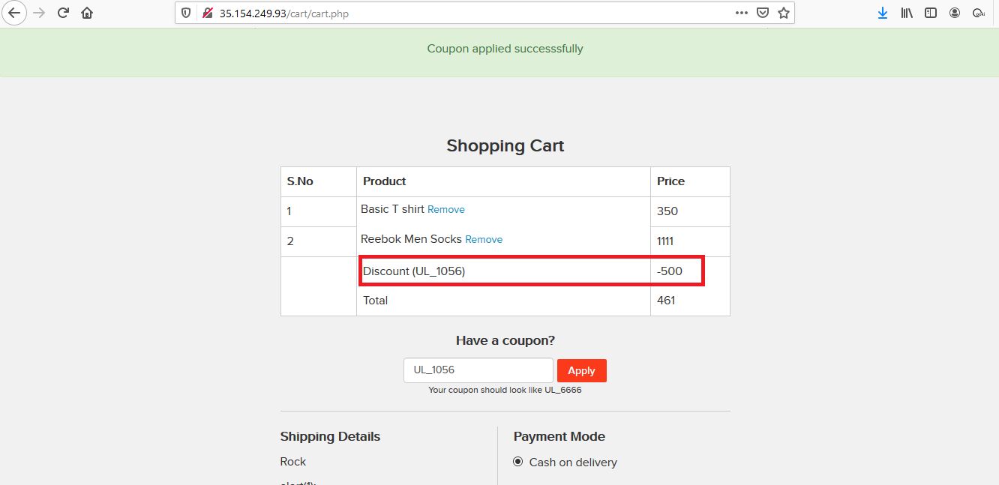 35.154.249.93/cart/cart.php
Coupon applied successsfully
Shopping Cart
S.No Product Price
1 Basic T shirt Remove 350
2 Reebok Men Socks Remove 1111
Discount (UL_1056) -500
Total 461
Have a coupon?
UL_1056 Apply
Your coupon should look like UL_6666
Shipping Details Payment Mode
Rock Cash on delivery